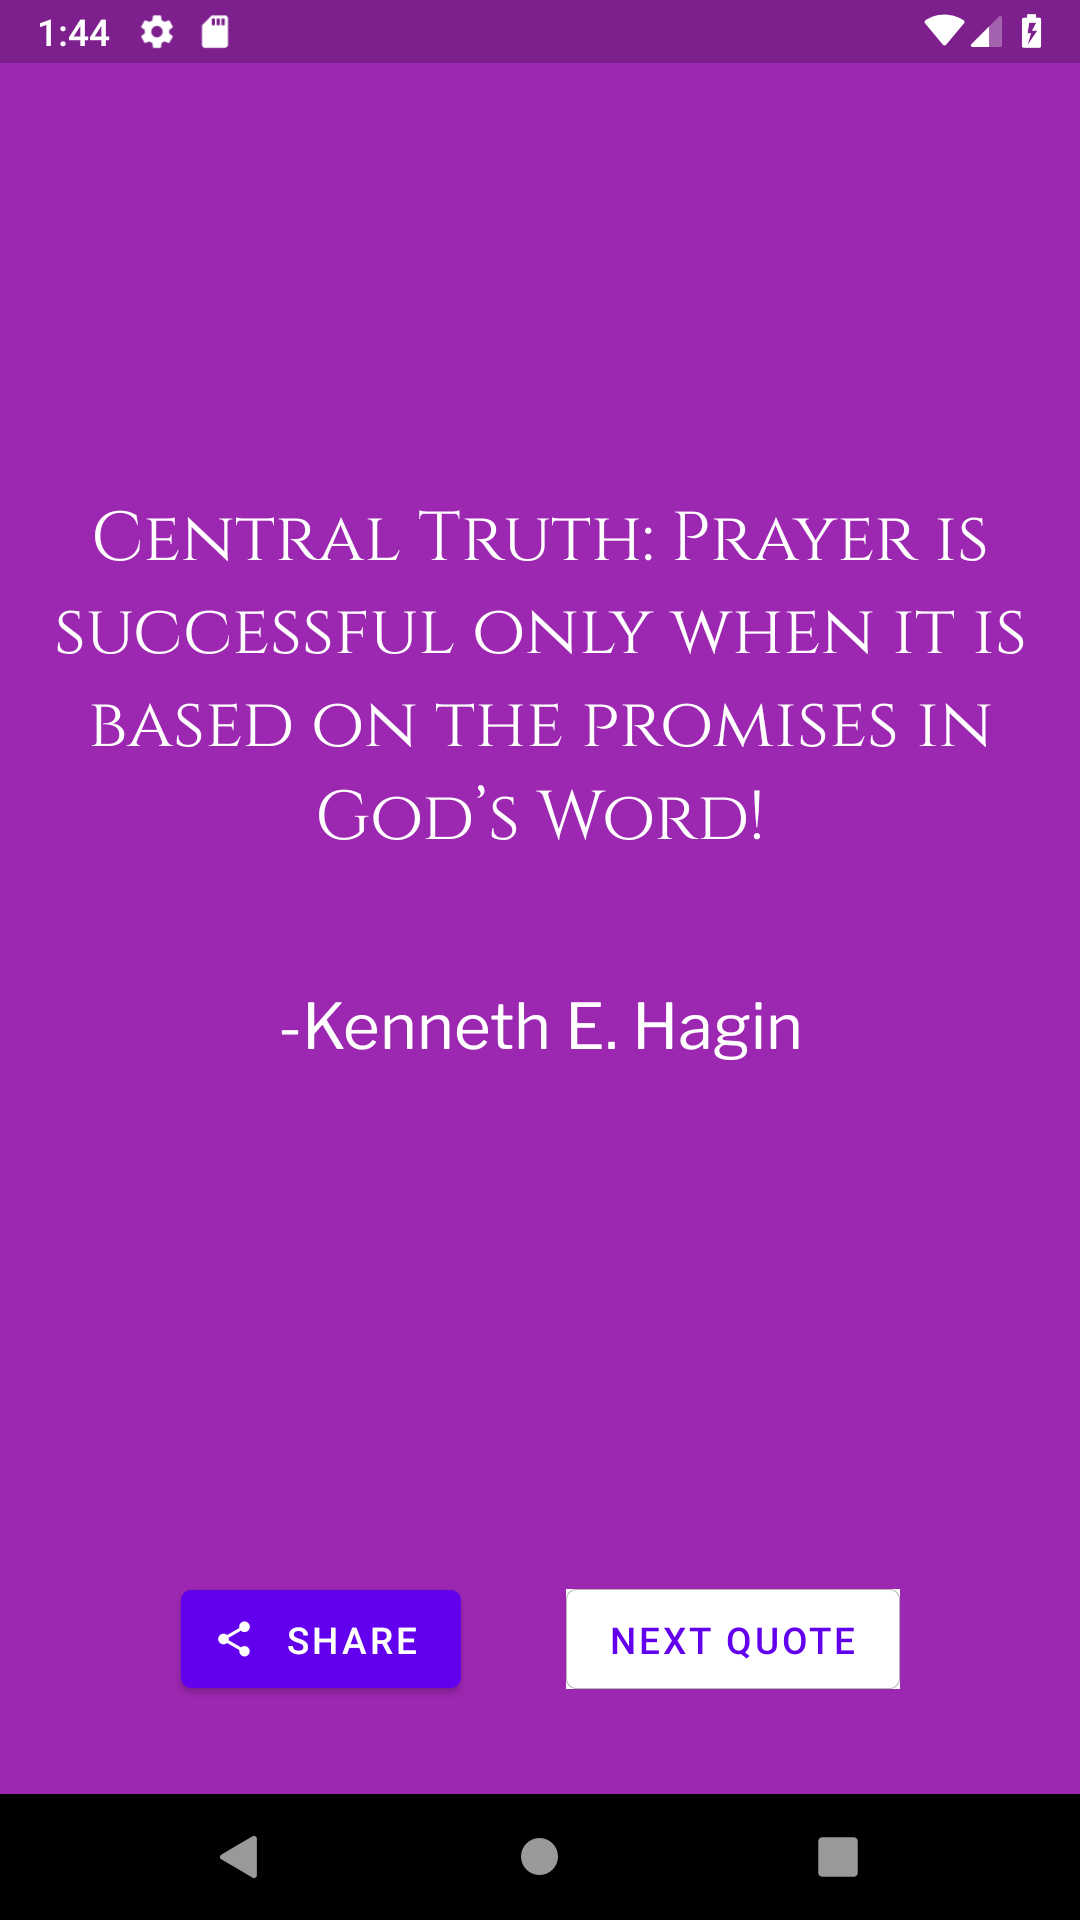 1:44
Central Truth: Prayer is
successful only when it is
based on the promises in
God’s Word!
-Kenneth E. Hagin
SHARE
NEXT QUOTE